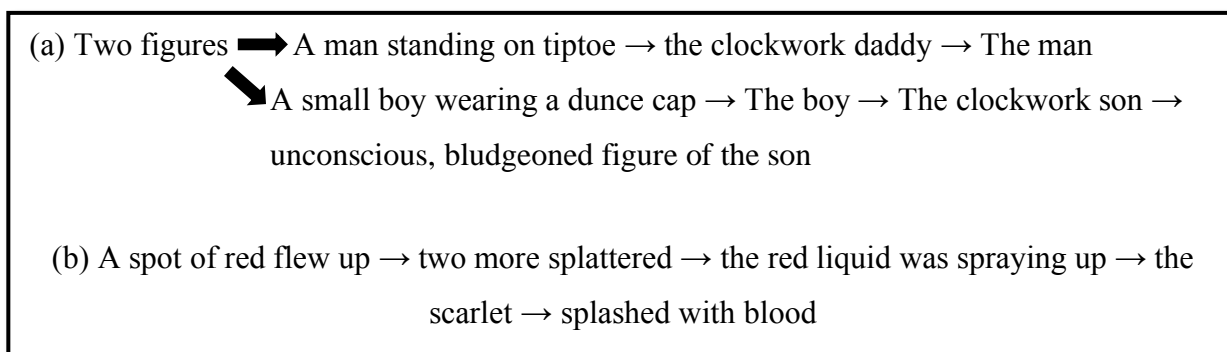 (a) Two figures → A man standing on tiptoe → the clockwork daddy → The man
A small boy wearing a dunce cap → The boy → The clockwork son →
unconscious, bludgeoned figure of the son
(b) A spot of red flew up → two more splattered → the red liquid was spraying up → the
scarlet → splashed with blood